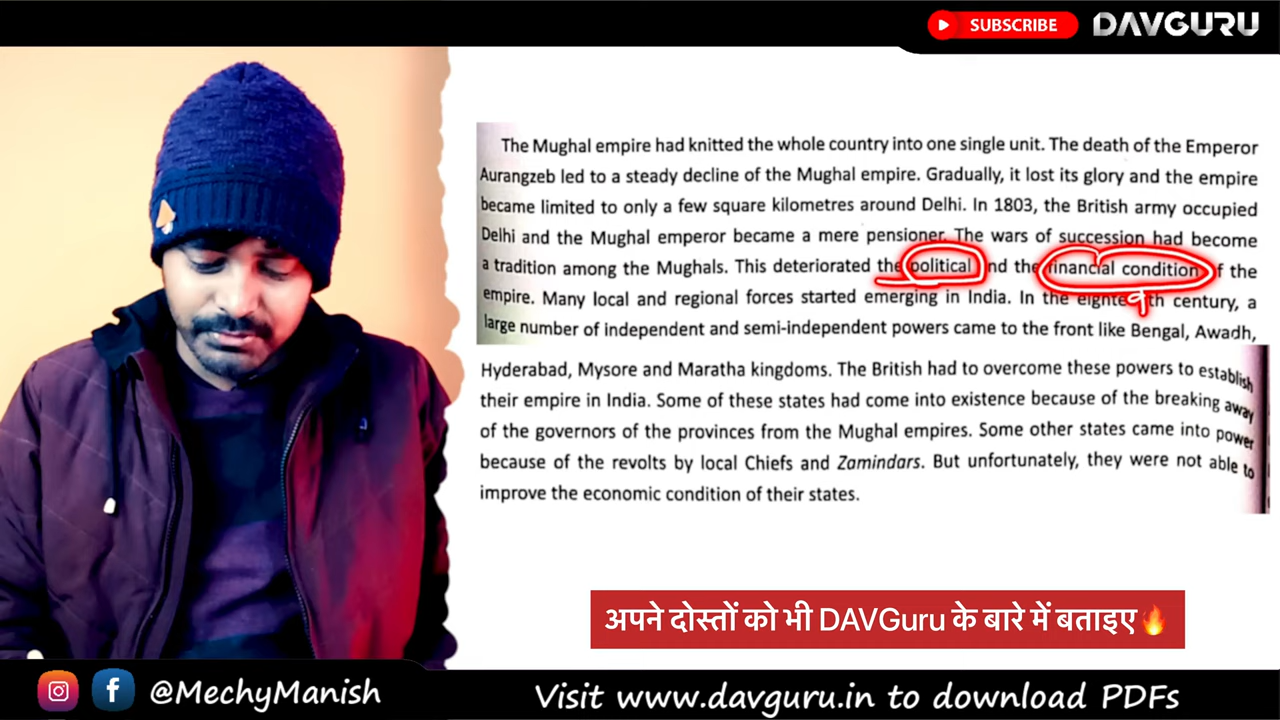 SUBSCRIBE DAVGURU
The Mughal empire had knitted the whole country into one single unit. The death of the Emperor
Aurangzeb led to a steady decline of the Mughal empire. Gradually, it lost its glory and the empire
became limited to only a few square kilometres around Delhi. In 1803, the British army occupied
Delhi and the Mughal emperor became a mere pensioner. The wars of succession had become
a tradition among the Mughals. This deteriorated the political and the financial condition of the
empire. Many local and regional forces started emerging in India. In the eighteenth century, a
large number of independent and semi-independent powers came to the front like Bengal, Awadh,
Hyderabad, Mysore and Maratha kingdoms. The British had to overcome these powers to establish
their empire in India. Some of these states had come into existence because of the breaking away
of the governors of the provinces from the Mughal empires. Some other states came into power
because of the revolts by local Chiefs and Zamindars. But unfortunately, they were not able to
improve the economic condition of their states.
अपने दोस्तों को भी DAVGuru के बारे में बताइए🔥
@MechyManish Visit www.davguru.in to download PDFs